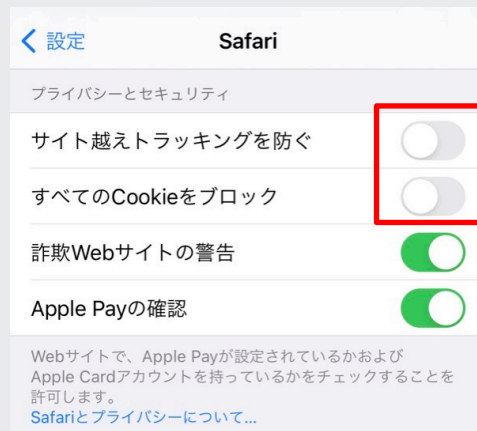 設定
Safari
プライバシーとセキュリティ
サイト越えトラッキングを防ぐ
すべてのCookieをブロック
詐欺Webサイトの警告
Apple Payの確認
Webサイトで、Apple Payが設定されているかおよび
Apple Cardアカウントを持っているかをチェックすることを
許可します。
Safariとプライバシーについて...